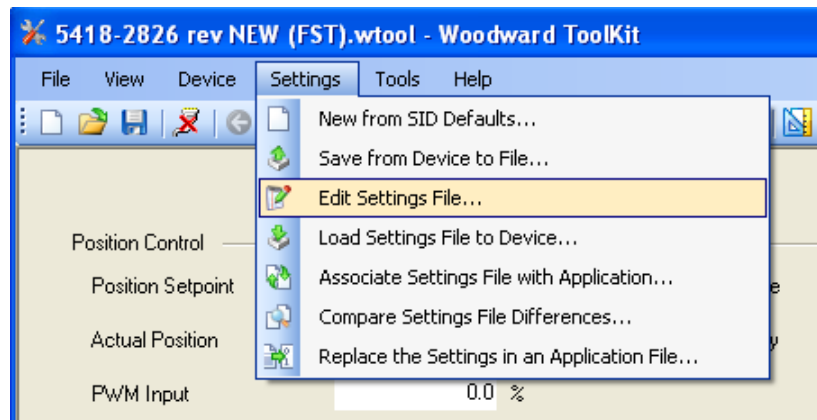 5418-2826 rev NEW (FST).wtool - Woodward ToolKit
File View Device Settings Tools Help
New from SID Defaults...
Save from Device to File...
Edit Settings File...
Position Control
Load Settings File to Device...
Position Setpoint
Associate Settings File with Application...
e
Compare Settings File Differences...
Actual Position
y
Replace the Settings in an Application File...
PWM Input 0.0 %